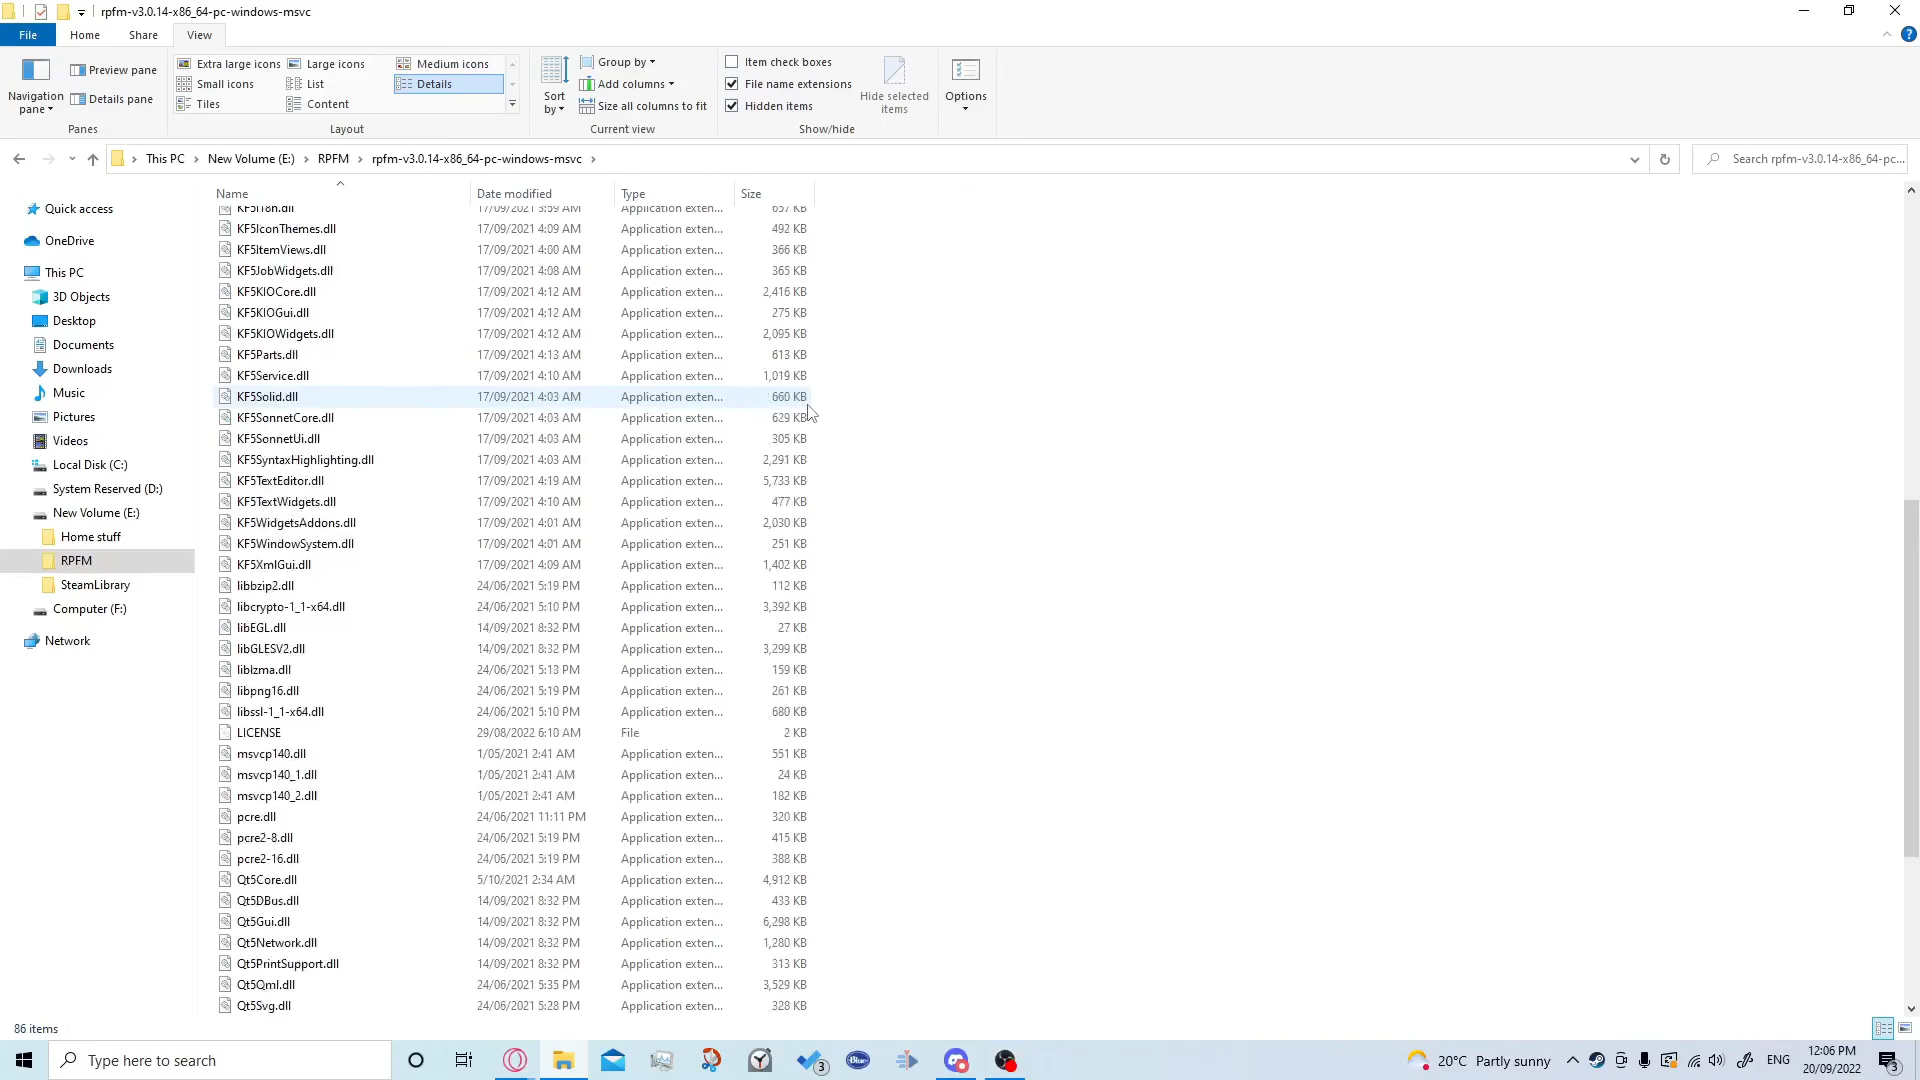 rpfm-v3.0.14-x86_64-pc-windows-msvc
File Home Share View
Navigation pane
Preview pane
Details pane
Panes
Extra large icons Large icons Medium icons
Small icons List Details
Tiles Content
Layout
Sort by
Group by
Add columns
Size all columns to fit
Current view
Item check boxes
File name extensions
Hidden items
Hide selected items
Show/hide
Options
This PC > New Volume (E:) > RPFM > rpfm-v3.0.14-x86_64-pc-windows-msvc >
Search rpfm-v3.0.14-x86_64-pc...
Quick access
OneDrive
This PC
3D Objects
Desktop
Documents
Downloads
Music
Pictures
Videos
Local Disk (C:)
System Reserved (D:)
New Volume (E:)
Home stuff
RPFM
SteamLibrary
Computer (F:)
Network
Name Date modified Type Size
KF5I18n.dll 17/09/2021 3:59 AM Application exten... 657 KB
KF5IconThemes.dll 17/09/2021 4:09 AM Application exten... 492 KB
KF5ItemViews.dll 17/09/2021 4:00 AM Application exten... 366 KB
KF5JobWidgets.dll 17/09/2021 4:08 AM Application exten... 365 KB
KF5KIOCore.dll 17/09/2021 4:12 AM Application exten... 2,416 KB
KF5KIOGui.dll 17/09/2021 4:12 AM Application exten... 275 KB
KF5KIOWidgets.dll 17/09/2021 4:12 AM Application exten... 2,095 KB
KF5Parts.dll 17/09/2021 4:13 AM Application exten... 613 KB
KF5Service.dll 17/09/2021 4:10 AM Application exten... 1,019 KB
KF5Solid.dll 17/09/2021 4:03 AM Application exten... 660 KB
KF5SonnetCore.dll 17/09/2021 4:03 AM Application exten... 629 KB
KF5SonnetUi.dll 17/09/2021 4:03 AM Application exten... 305 KB
KF5SyntaxHighlighting.dll 17/09/2021 4:03 AM Application exten... 2,291 KB
KF5TextEditor.dll 17/09/2021 4:19 AM Application exten... 5,733 KB
KF5TextWidgets.dll 17/09/2021 4:10 AM Application exten... 477 KB
KF5WidgetsAddons.dll 17/09/2021 4:01 AM Application exten... 2,030 KB
KF5WindowSystem.dll 17/09/2021 4:01 AM Application exten... 251 KB
KF5XmlGui.dll 17/09/2021 4:09 AM Application exten... 1,402 KB
libbzip2.dll 24/06/2021 5:19 PM Application exten... 112 KB
libcrypto-1_1-x64.dll 24/06/2021 5:10 PM Application exten... 3,392 KB
libEGL.dll 14/09/2021 8:32 PM Application exten... 27 KB
libGLESV2.dll 14/09/2021 8:32 PM Application exten... 3,299 KB
liblzma.dll 24/06/2021 5:13 PM Application exten... 159 KB
libpng16.dll 24/06/2021 5:19 PM Application exten... 261 KB
libssl-1_1-x64.dll 24/06/2021 5:10 PM Application exten... 680 KB
LICENSE 29/08/2022 6:10 AM File 2 KB
msvcp140.dll 1/05/2021 2:41 AM Application exten... 551 KB
msvcp140_1.dll 1/05/2021 2:41 AM Application exten... 24 KB
msvcp140_2.dll 1/05/2021 2:41 AM Application exten... 182 KB
pcre.dll 24/06/2021 11:11 PM Application exten... 320 KB
pcre2-8.dll 24/06/2021 5:19 PM Application exten... 415 KB
pcre2-16.dll 24/06/2021 5:19 PM Application exten... 388 KB
Qt5Core.dll 5/10/2021 2:34 AM Application exten... 4,912 KB
Qt5DBus.dll 14/09/2021 8:32 PM Application exten... 433 KB
Qt5Gui.dll 14/09/2021 8:32 PM Application exten... 6,298 KB
Qt5Network.dll 14/09/2021 8:32 PM Application exten... 1,280 KB
Qt5PrintSupport.dll 14/09/2021 8:32 PM Application exten... 313 KB
Qt5Qml.dll 24/06/2021 5:35 PM Application exten... 3,529 KB
Qt5Svg.dll 24/06/2021 5:28 PM Application exten... 328 KB
86 items
Type here to search
3
Blue
20°C Partly sunny
ENG
12:06 PM
20/09/2022
3